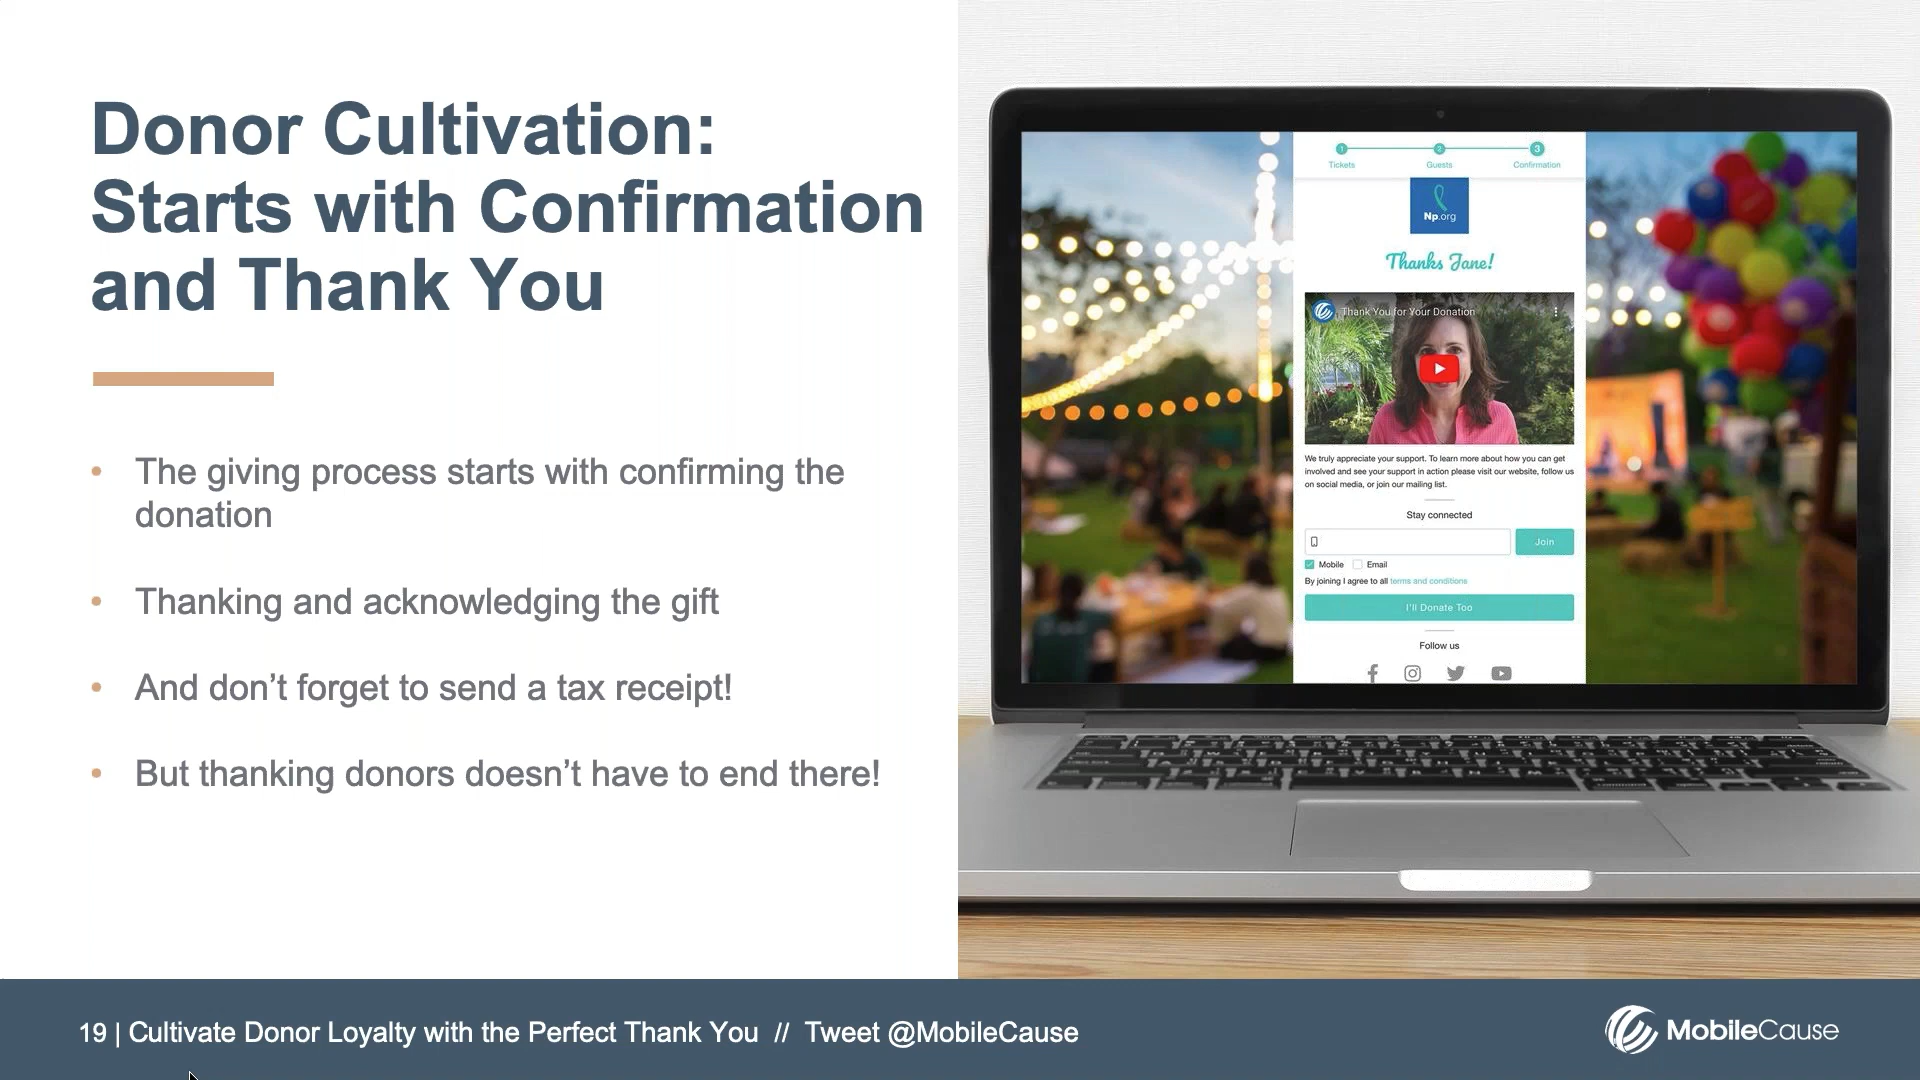 Donor Cultivation:
Starts with Confirmation
and Thank You
• The giving process starts with confirming the
donation
• Thanking and acknowledging the gift
• And don’t forget to send a tax receipt!
• But thanking donors doesn’t have to end there!
1 2 3
Tickets Guests Confirmation
Np.org
Thanks Jane!
Thank You for Your Donation
We truly appreciate your support. To learn more about how you can get
involved and see your support in action please visit our website, follow us
on social media, or join our mailing list.
Stay connected
Join
Mobile Email
By joining I agree to all terms and conditions
I'll Donate Too
Follow us
19 | Cultivate Donor Loyalty with the Perfect Thank You // Tweet @MobileCause
MobileCause